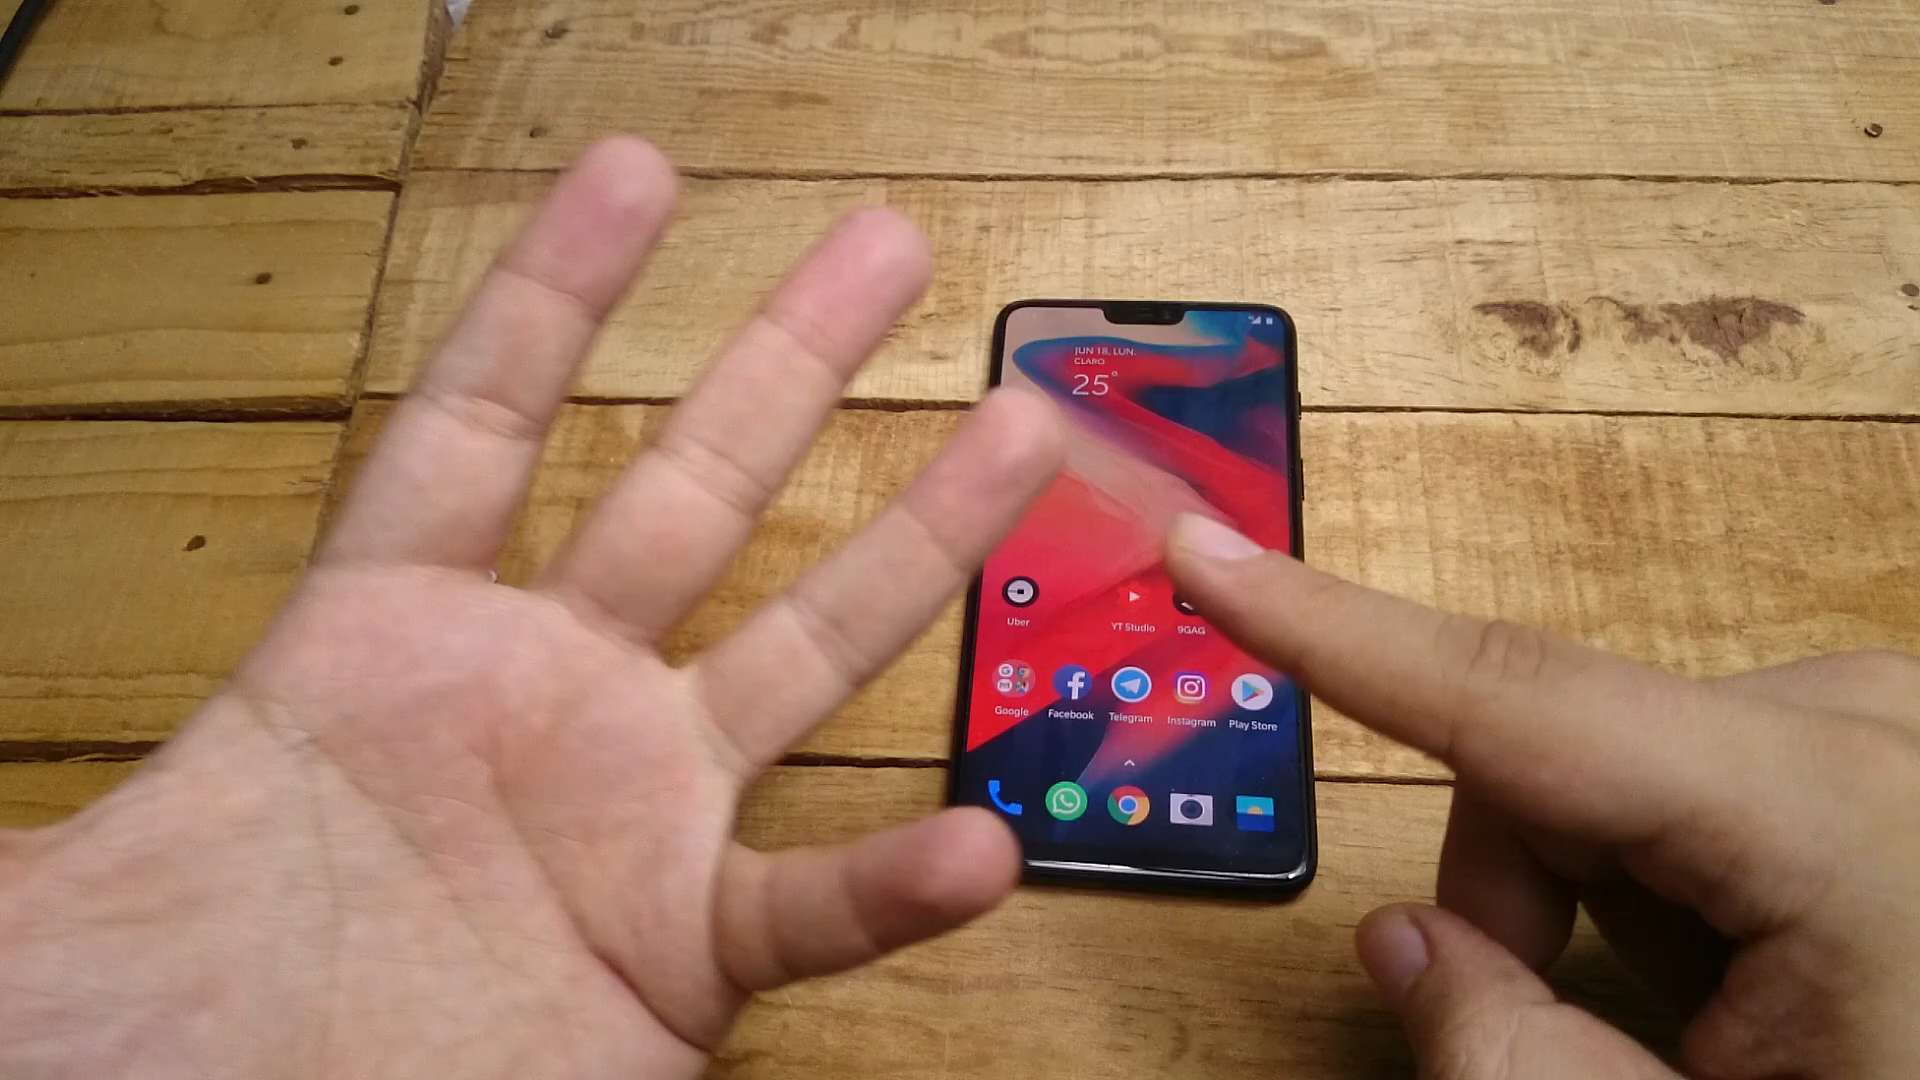 JUN 18, LUN.
CLARO
25°
Uber
YT Studio
9GAG
Google
Facebook
Telegram
Instagram
Play Store